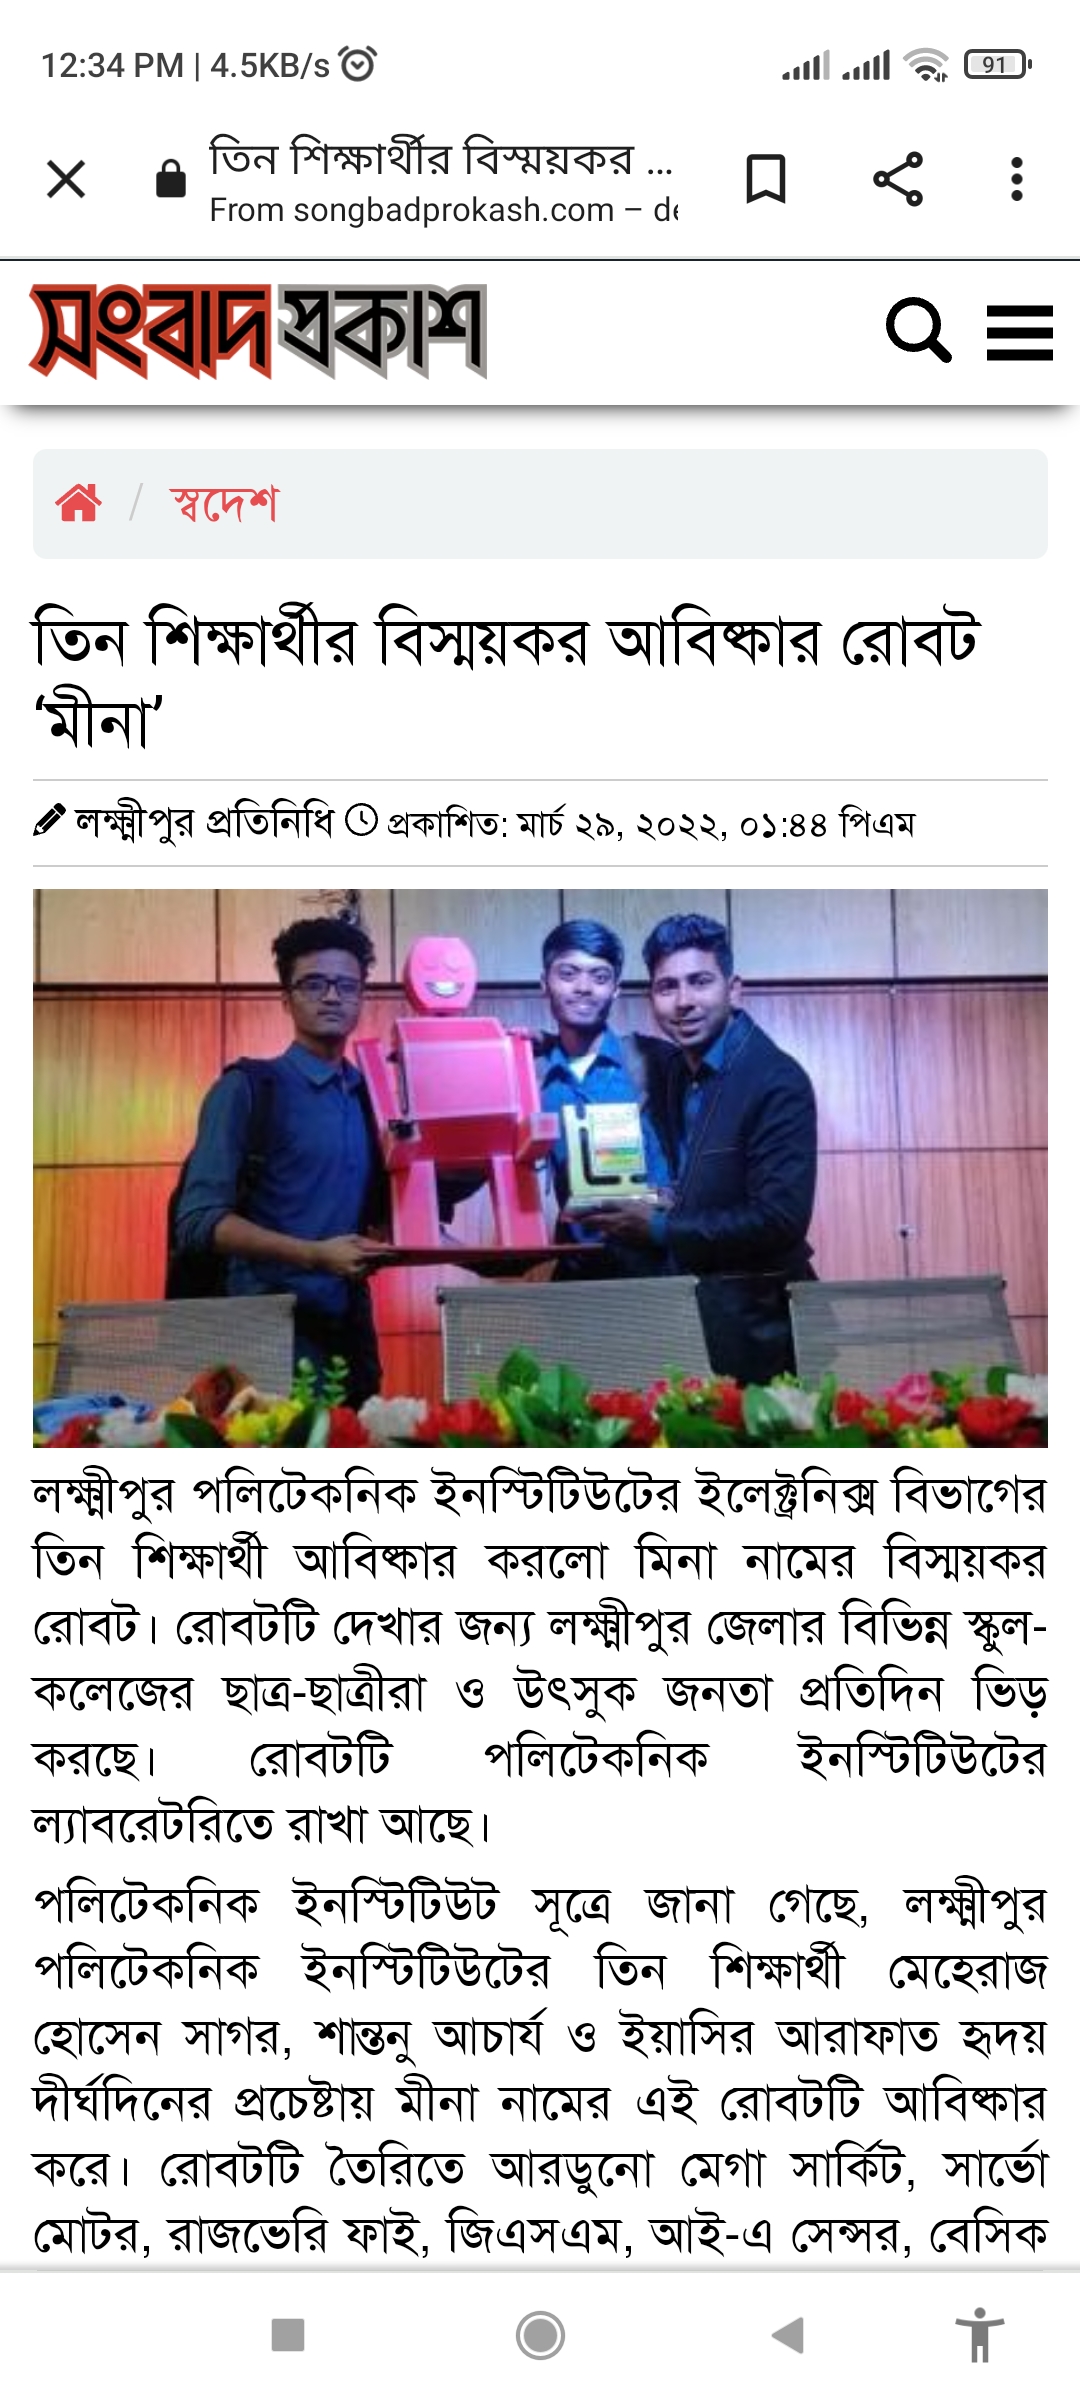 12:34 PM | 4.5KB/s
91
তিন শিক্ষার্থীর বিস্ময়কর ...
From songbadprokash.com – de
সংবাদ প্রকাশ
/ স্বদেশ
তিন শিক্ষার্থীর বিস্ময়কর আবিষ্কার রোবট
‘মীনা’
লক্ষ্মীপুর প্রতিনিধি প্রকাশিত: মার্চ ২৯, ২০২২, ০১:৪৪ পিএম
লক্ষ্মীপুর পলিটেকনিক ইনস্টিটিউটের ইলেক্ট্রনিক্স বিভাগের
তিন শিক্ষার্থী আবিষ্কার করলো মিনা নামের বিস্ময়কর
রোবট। রোবটটি দেখার জন্য লক্ষ্মীপুর জেলার বিভিন্ন স্কুল-
কলেজের ছাত্র-ছাত্রীরা ও উৎসুক জনতা প্রতিদিন ভিড়
করছে। রোবটটি পলিটেকনিক ইনস্টিটিউটের
ল্যাবরেটরিতে রাখা আছে।
পলিটেকনিক ইনস্টিটিউট সূত্রে জানা গেছে, লক্ষ্মীপুর
পলিটেকনিক ইনস্টিটিউটের তিন শিক্ষার্থী মেহেরাজ
হোসেন সাগর, শান্তনু আচার্য ও ইয়াসির আরাফাত হৃদয়
দীর্ঘদিনের প্রচেষ্টায় মীনা নামের এই রোবটটি আবিষ্কার
করে। রোবটটি তৈরিতে আরডুনো মেগা সার্কিট, সার্ভো
মোটর, রাজভেরি ফাই, জিএসএম, আই-এ সেন্সর, বেসিক